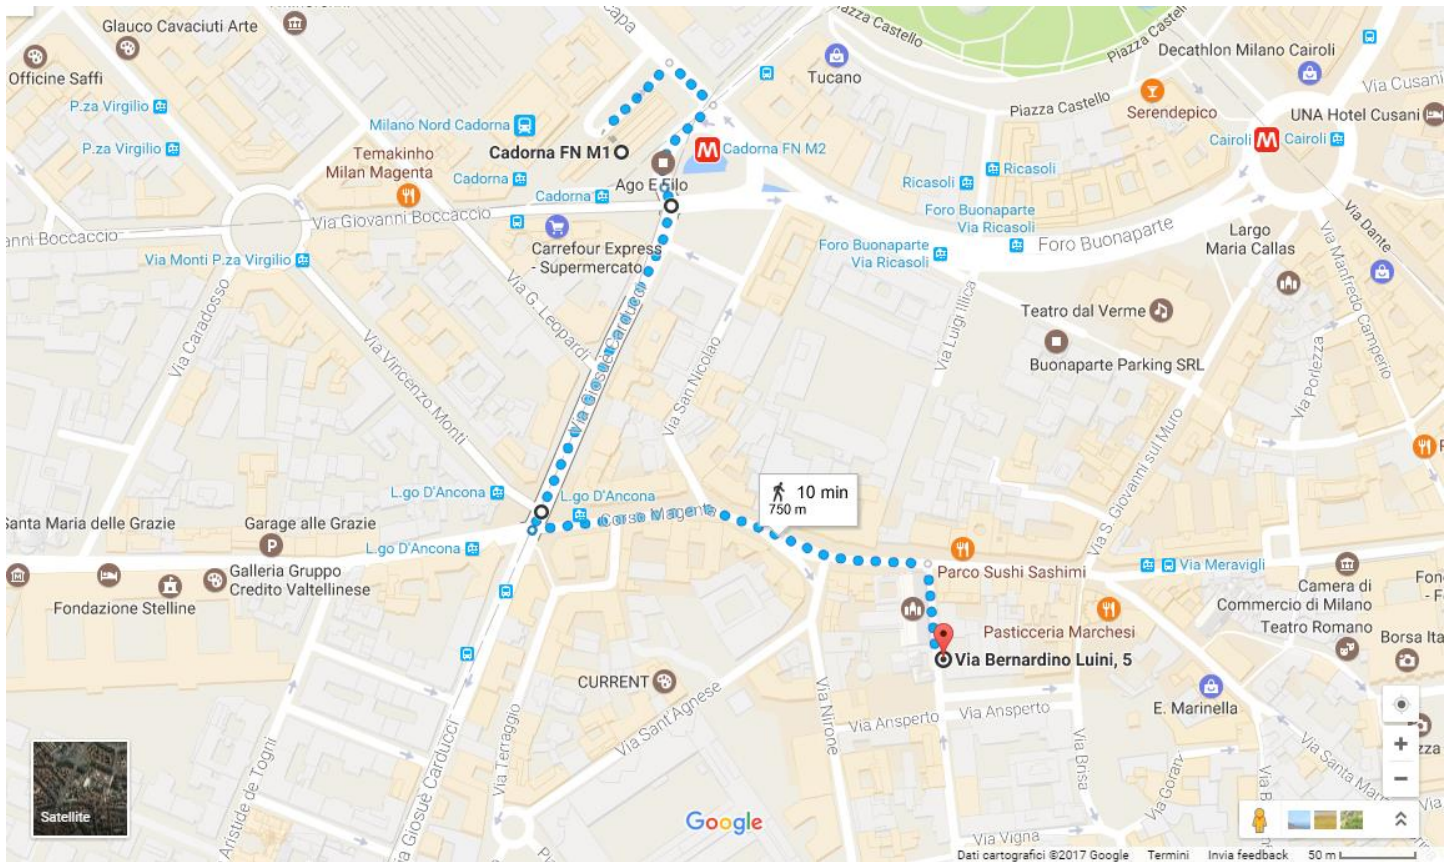 Glauco Cavaciuti Arte
Officine Saffi
P.za Virgilio
P.za Virgilio
Milano Nord Cadorna
Temakinho
Milan Magenta
Cadorna FN M1
Cadorna
Cadorna
Ago E Filo
Cadorna FN M2
Tucano
Piazza Castello
Piazza Castello
Piazza Castello
Decathlon Milano Cairoli
Via Cusani
Serendepico
UNA Hotel Cusani
Cairoli
Cairoli
Ricasoli
Ricasoli
Foro Buonaparte
Via Ricasoli
Foro Buonaparte
Via Ricasoli
Foro Buonaparte
Largo
Maria Callas
Via Dante
Via Manfredo Camperio
Via Giovanni Boccaccio
anni Boccaccio
Carrefour Express
- Supermercato
Via Monti P.za Virgilio
Via Caradosso
Via G. Leopardi
Via Vincenzo Monti
Via Giosuè Carducci
Via San Nicolao
Via Luigi Illica
Teatro dal Verme
Buonaparte Parking SRL
Via Porlezza
Via S. Giovanni sul Muro
L.go D'Ancona
L.go D'Ancona
L.go D'Ancona
10 min
750 m
Corso Magenta
Santa Maria delle Grazie
Garage alle Grazie
Galleria Gruppo
Credito Valtellinese
Fondazione Stelline
Parco Sushi Sashimi
Via Meravigli
Camera di
Commercio di Milano
Teatro Romano
Borsa Ita
Pasticceria Marchesi
Via Bernardino Luini, 5
CURRENT
E. Marinella
Via Sant'Agnese
Via Nirone
Via Ansperto
Via Ansperto
Via Brisa
Via Gorani
Via Santa Mar
Via Terraggio
Via Giosuè Carducci
Aristide de Togni
Via Vigna
Satellite
Google
Dati cartografici ©2017 Google Termini Invia feedback 50 m